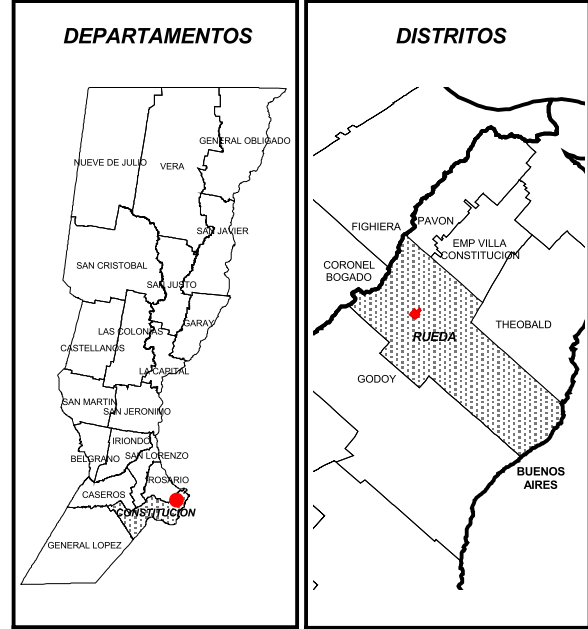 DEPARTAMENTOS
GENERAL OBLIGADO
NUEVE DE JULIO
VERA
SAN JAVIER
SAN CRISTOBAL
SAN JUSTO
GARAY
LAS COLONIAS
CASTELLANOS
LA CAPITAL
SAN MARTIN
SAN JERONIMO
IRIONDO
SAN LORENZO
BELGRANO
ROSARIO
CASEROS
CONSTITUCIÓN
GENERAL LOPEZ
DISTRITOS
PAVON
FIGHIERA
EMP VILLA
CONSTITUCION
CORONEL
BOGADO
THEOBALD
RUEDA
GODOY
BUENOS
AIRES